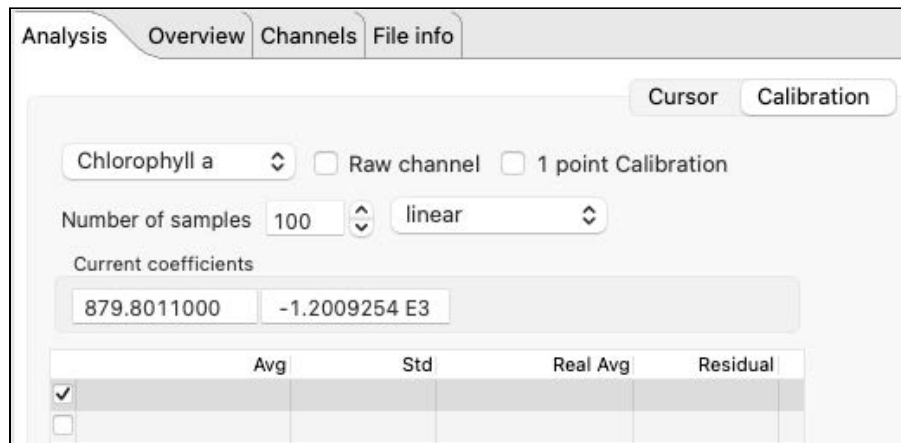 Analysis Overview Channels File info
Cursor Calibration
Chlorophyll a Raw channel 1 point Calibration
Number of samples 100 linear
Current coefficients
879.8011000 -1.2009254 E3
Avg Std Real Avg Residual